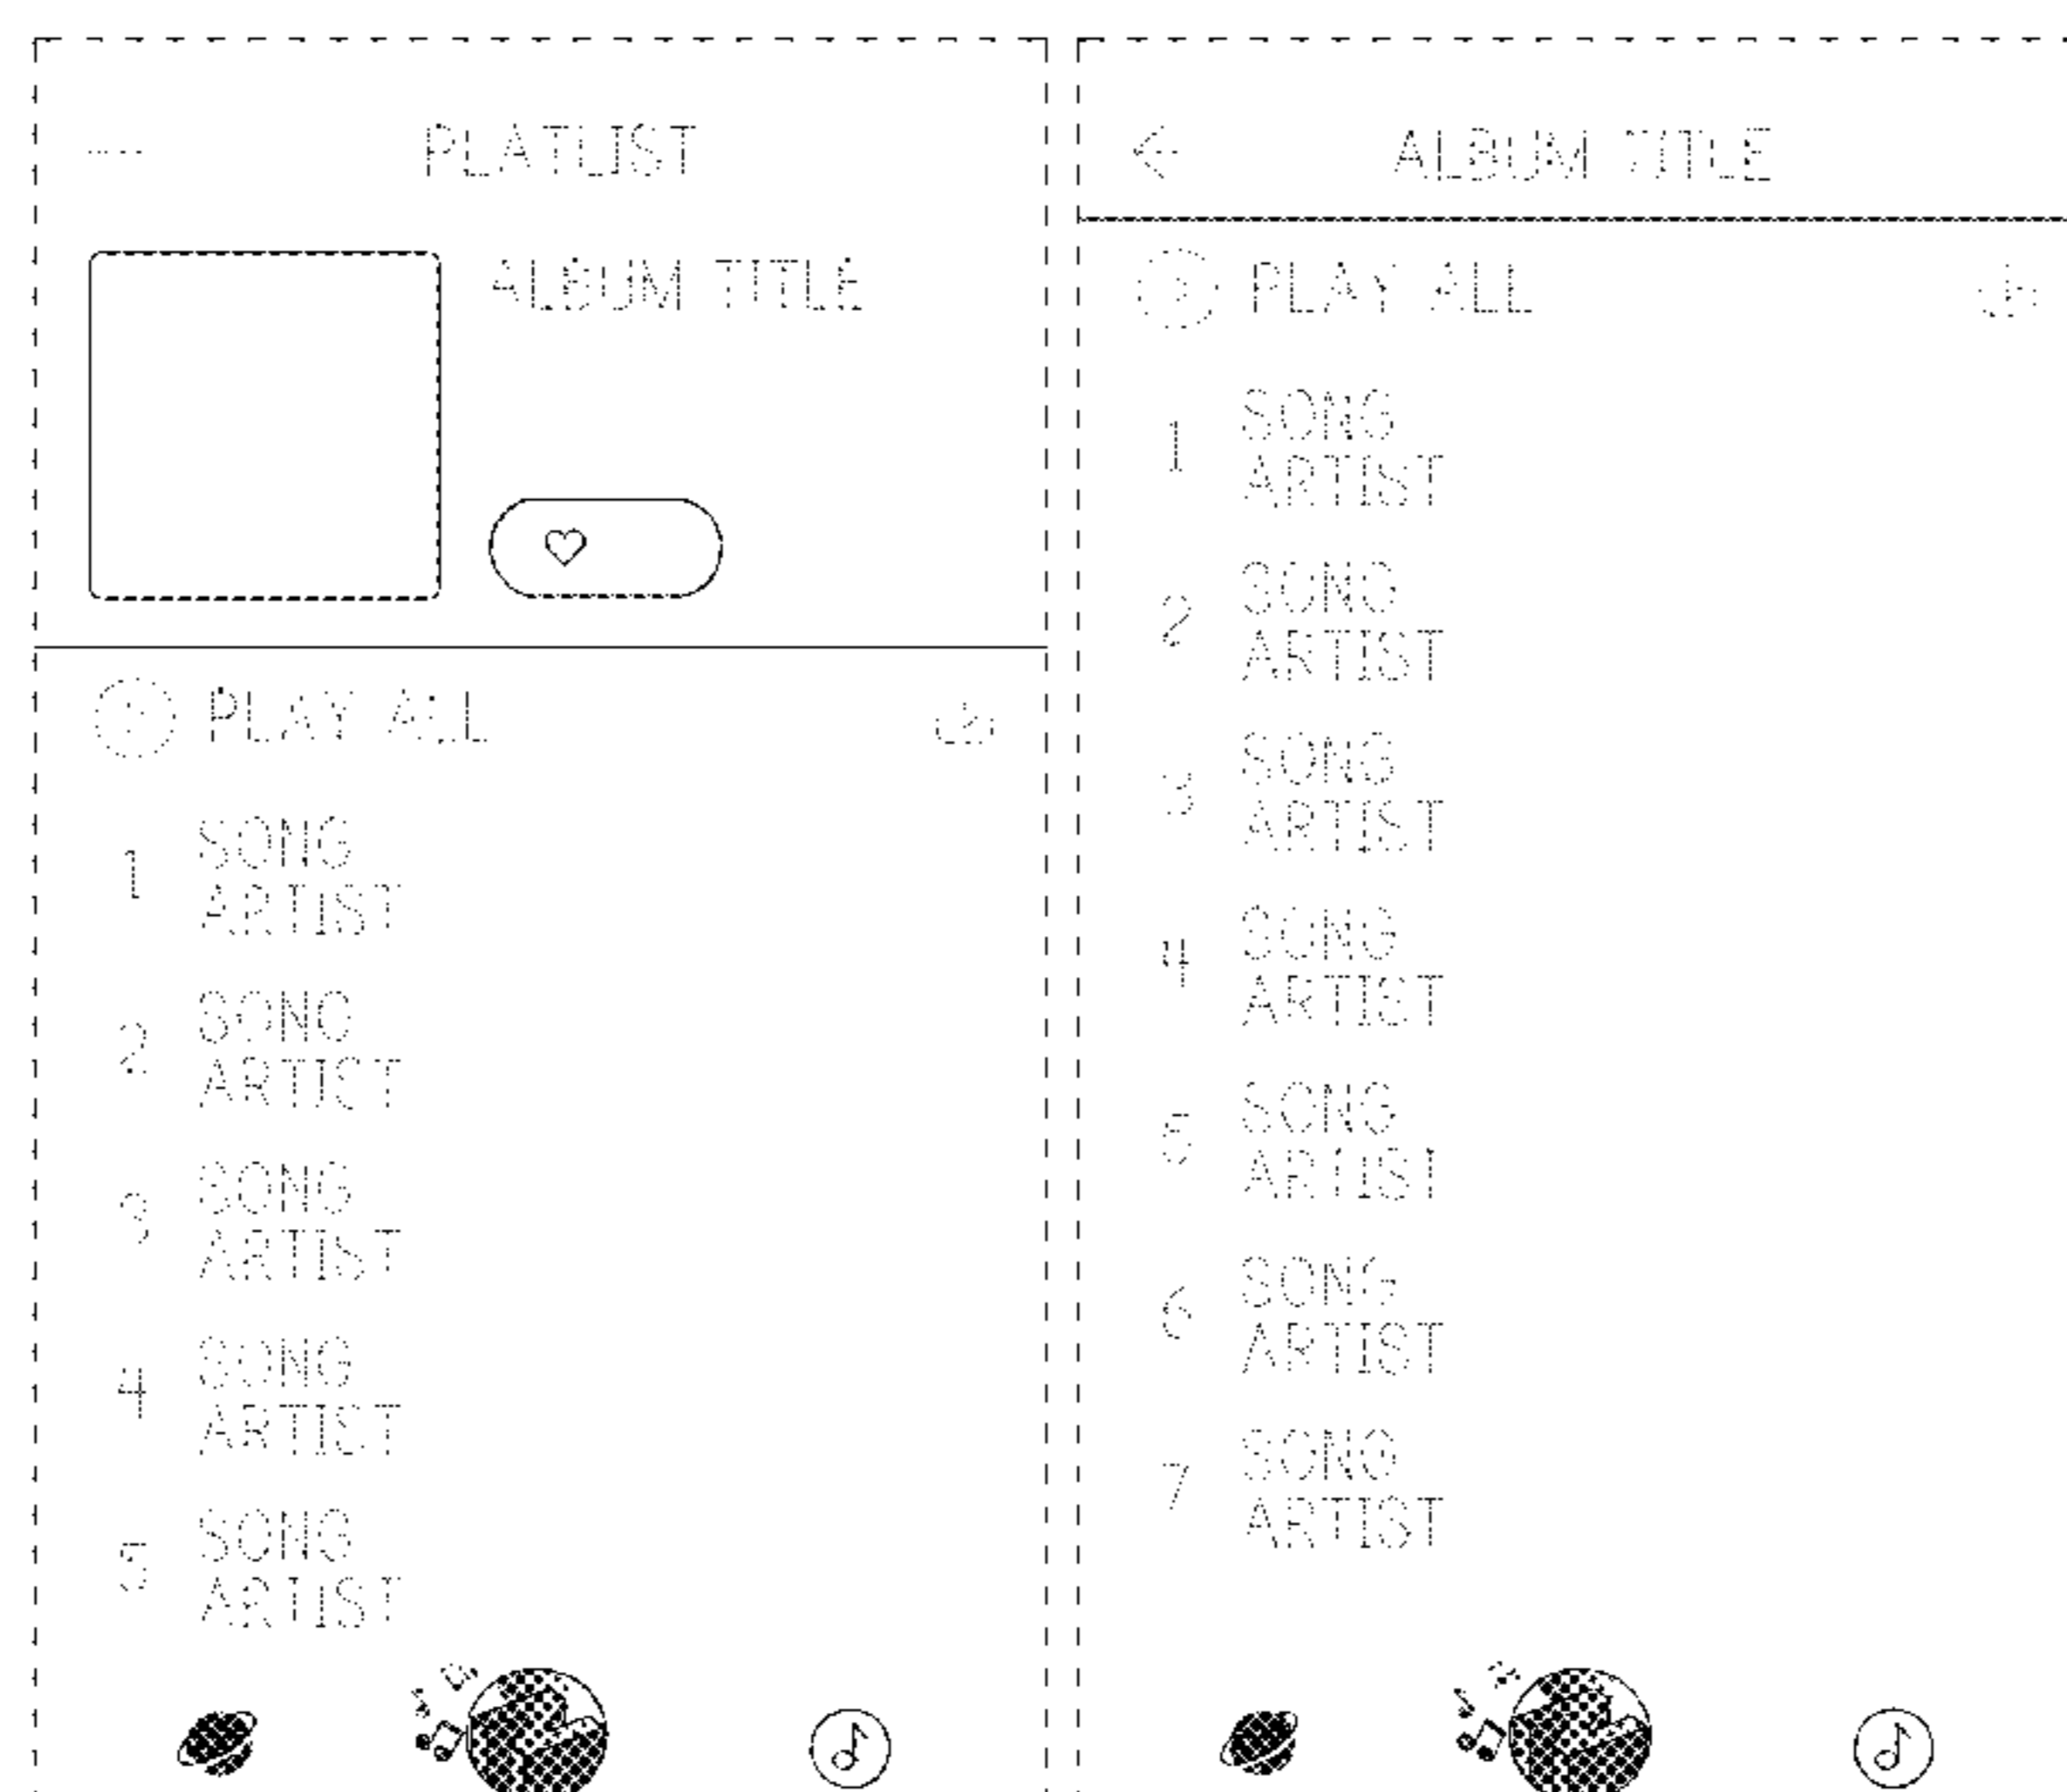 PLATLIST
ALBUM TITLE
PLAY ALL
1
SONG
ARTIST
2
SONG
ARTIST
3
SONG
ARTIST
4
SONG
ARTIST
5
SONG
ARTIST
ALBUM TITLE
PLAY ALL
1
SONG
ARTIST
2
SONG
ARTIST
3
SONG
ARTIST
4
SONG
ARTIST
5
SONG
ARTIST
6
SONG
ARTIST
7
SONG
ARTIST